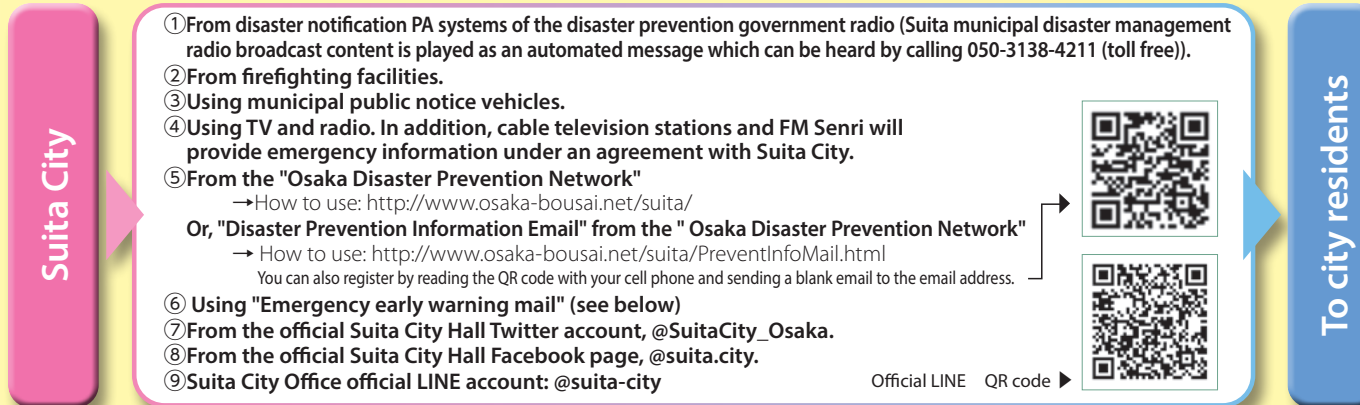 Suita City
①From disaster notification PA systems of the disaster prevention government radio (Suita municipal disaster management
radio broadcast content is played as an automated message which can be heard by calling 050-3138-4211 (toll free)).
②From firefighting facilities.
③Using municipal public notice vehicles.
④Using TV and radio. In addition, cable television stations and FM Senri will
provide emergency information under an agreement with Suita City.
⑤From the "Osaka Disaster Prevention Network"
→How to use: http://www.osaka-bousai.net/suita/
Or, "Disaster Prevention Information Email" from the " Osaka Disaster Prevention Network"
→ How to use: http://www.osaka-bousai.net/suita/PreventInfoMail.html
You can also register by reading the QR code with your cell phone and sending a blank email to the email address.
⑥ Using "Emergency early warning mail" (see below)
⑦From the official Suita City Hall Twitter account, @SuitaCity_Osaka.
⑧From the official Suita City Hall Facebook page, @suita.city.
⑨Suita City Office official LINE account: @suita-city
Official LINE QR code ▶
To city residents